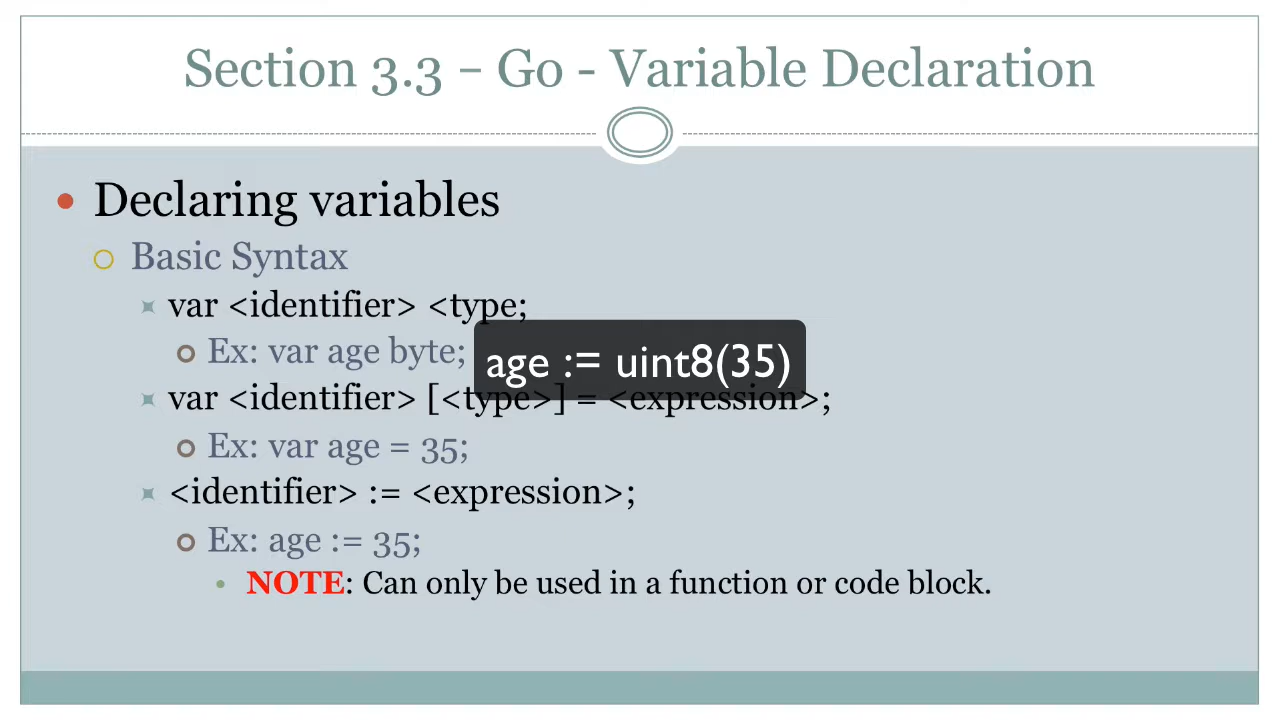 Section 3.3 – Go - Variable Declaration
Declaring variables
Basic Syntax
var <identifier> <type;
Ex: var age byte;
age := uint8(35)
var <identifier> [<type>] = <expression>;
Ex: var age = 35;
<identifier> := <expression>;
Ex: age := 35;
NOTE: Can only be used in a function or code block.